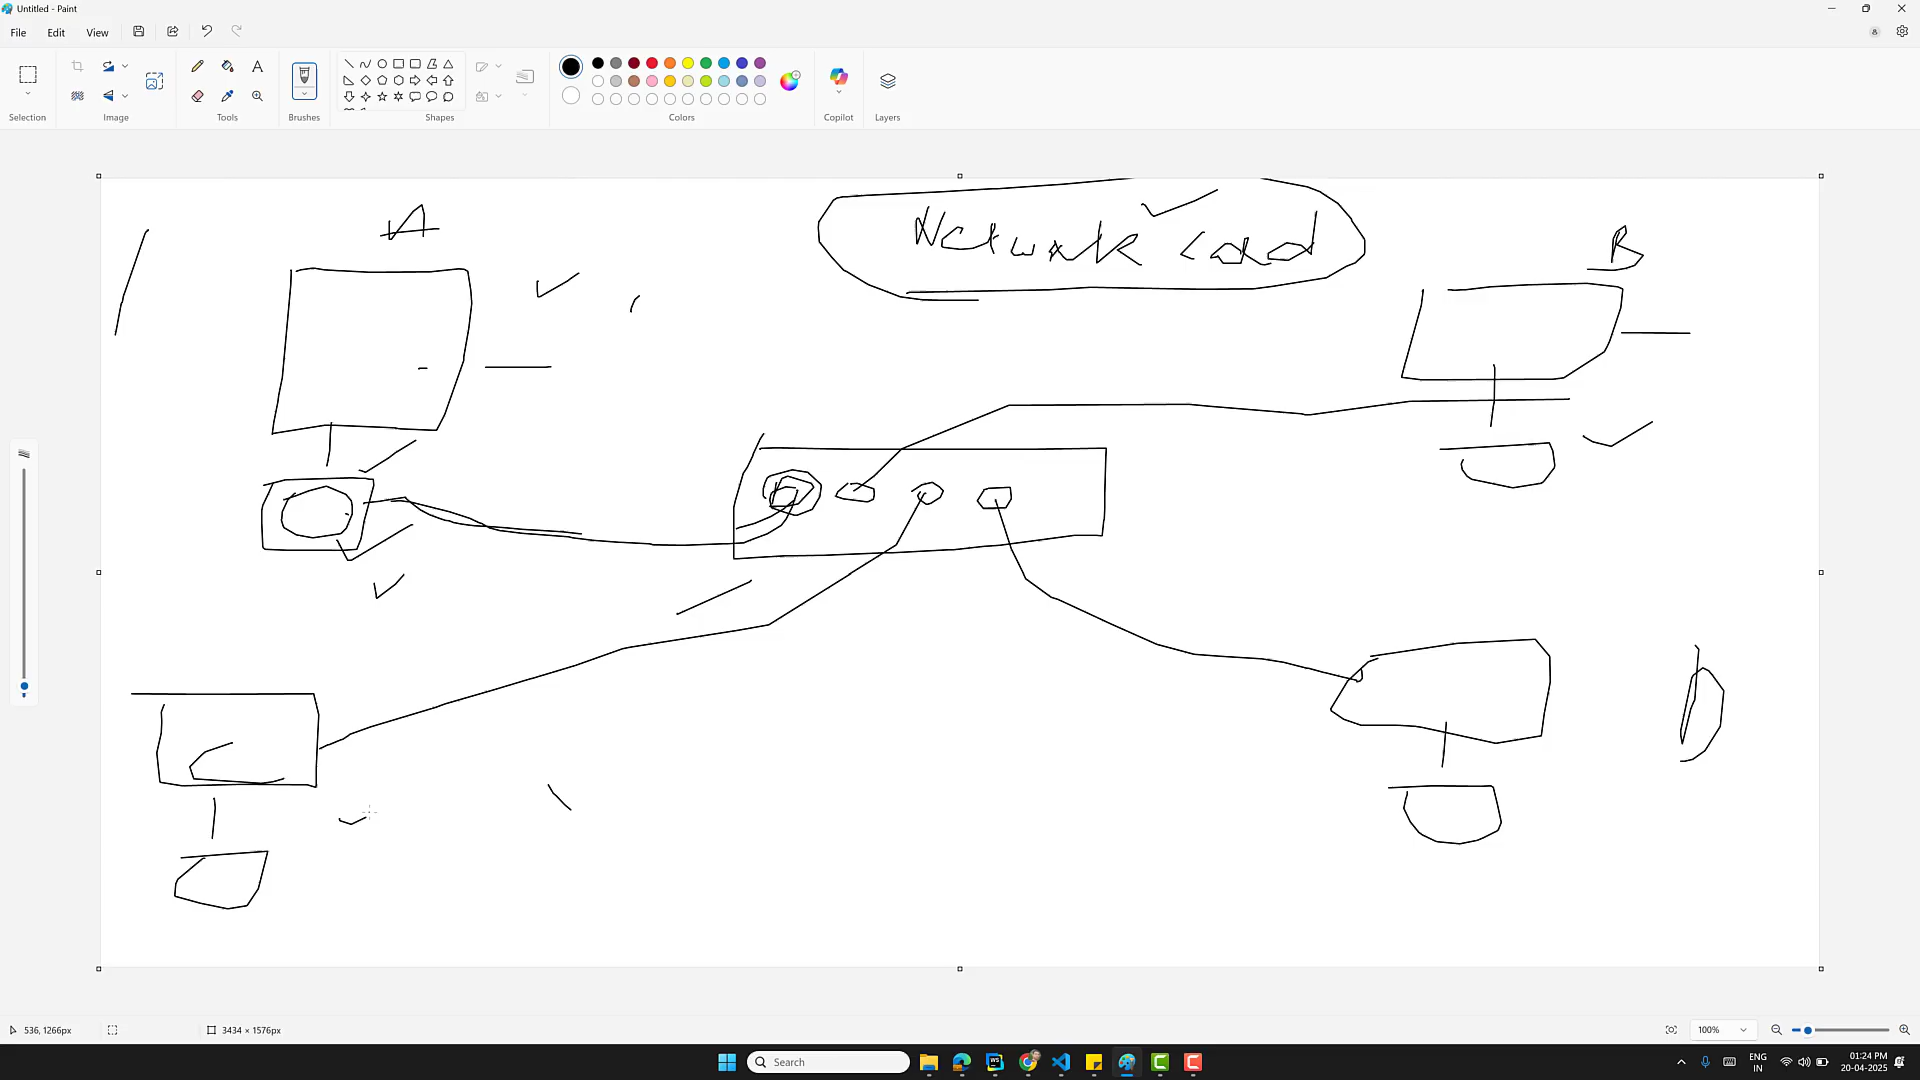 Untitled - Paint
File Edit View
Selection Image Tools Brushes Shapes Colors Copilot Layers
A
Network card
B
C
D
536, 1266px 3434 × 1576px 100%
Search
ENG
IN
01:24 PM
20-04-2025